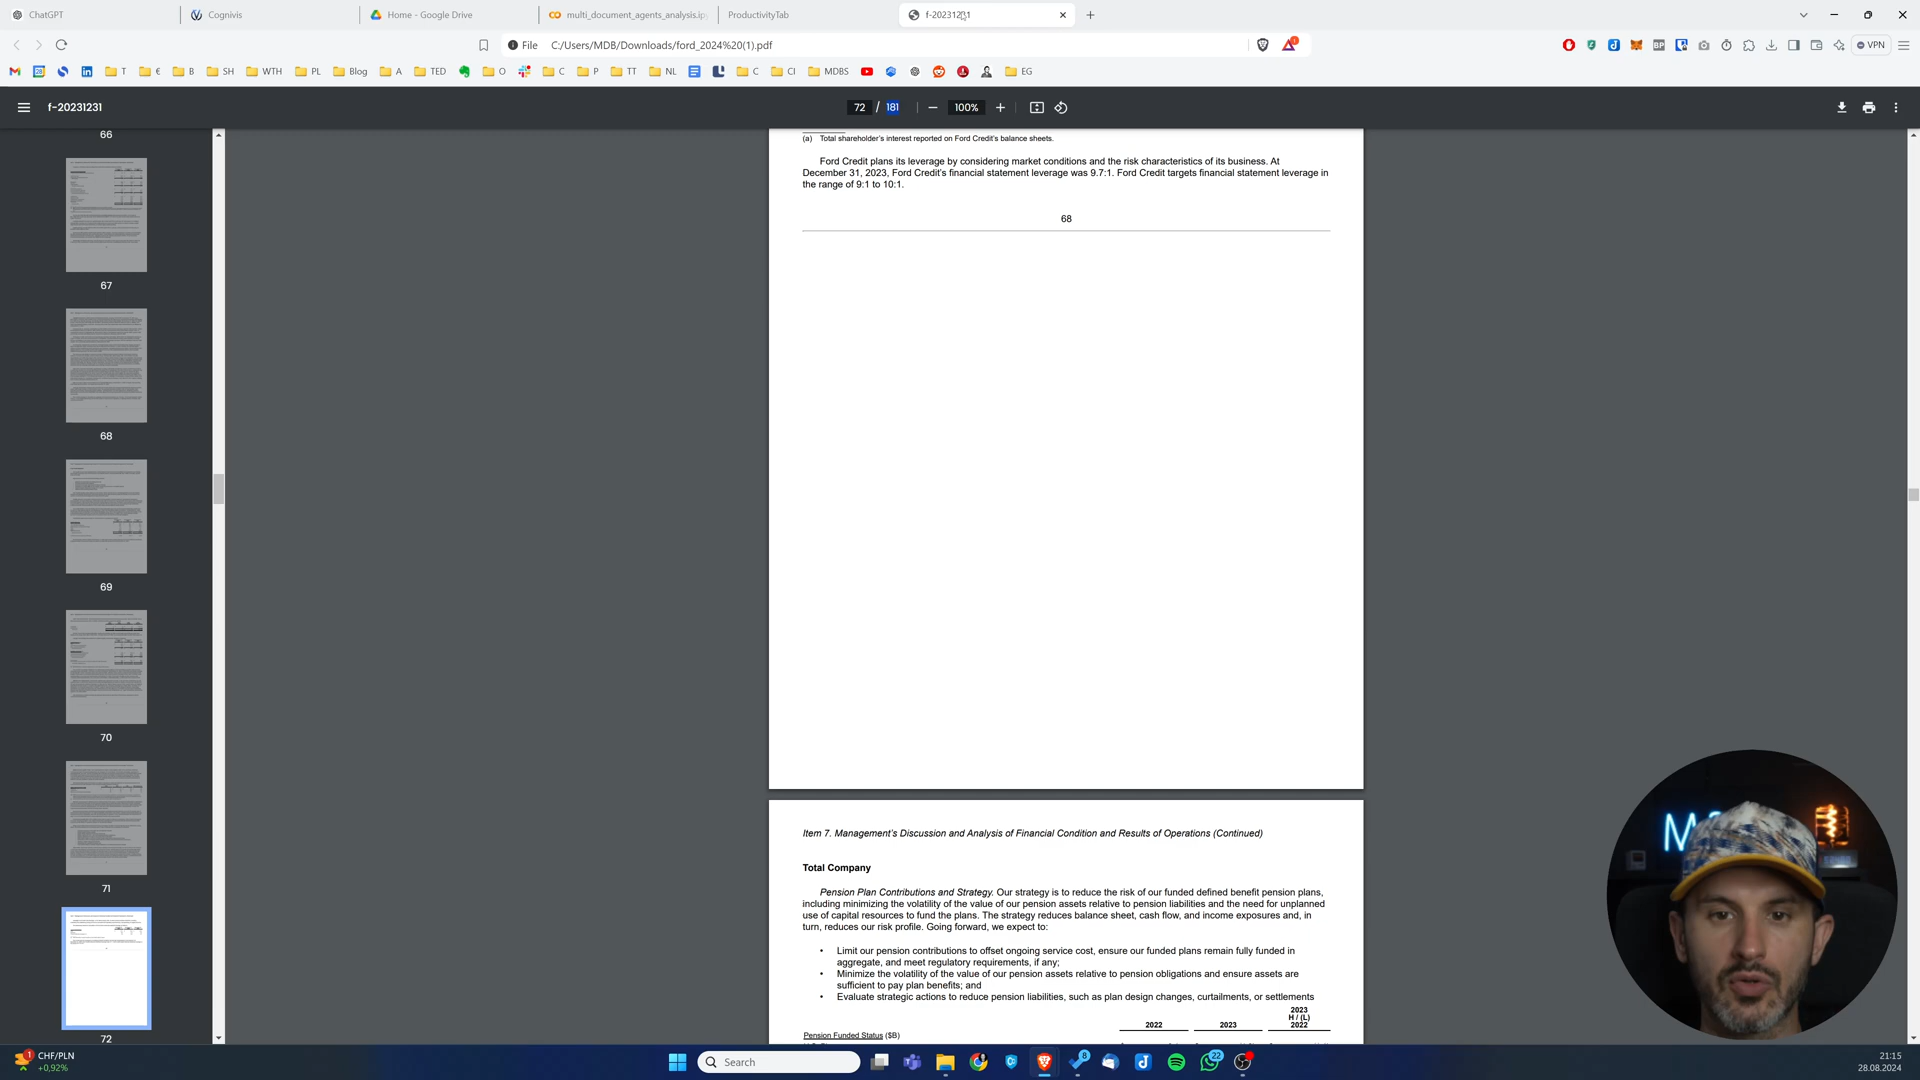 ChatGPT
Cognivis
Home - Google Drive
multi_document_agents_analysis.ip
ProductivityTab
f-20231231
File C:/Users/MDB/Downloads/ford_2024%20(1).pdf
VPN
T
€
B
SH
WTH
PL
Blog
A
TED
O
C
P
TT
NL
C
CI
MDBS
EG
f-20231231
72 / 181
100%
66
67
68
69
70
71
72
(a) Total shareholder's interest reported on Ford Credit's balance sheets.
Ford Credit plans its leverage by considering market conditions and the risk characteristics of its business. At
December 31, 2023, Ford Credit's financial statement leverage was 9.7:1. Ford Credit targets financial statement leverage in
the range of 9:1 to 10:1.
68
Item 7. Management's Discussion and Analysis of Financial Condition and Results of Operations (Continued)
Total Company
Pension Plan Contributions and Strategy. Our strategy is to reduce the risk of our funded defined benefit pension plans,
including minimizing the volatility of the value of our pension assets relative to pension liabilities and the need for unplanned
use of capital resources to fund the plans. The strategy reduces balance sheet, cash flow, and income exposures and, in
turn, reduces our risk profile. Going forward, we expect to:
• Limit our pension contributions to offset ongoing service cost, ensure our funded plans remain fully funded in
aggregate, and meet regulatory requirements, if any;
• Minimize the volatility of the value of our pension assets relative to pension obligations and ensure assets are
sufficient to pay plan benefits; and
• Evaluate strategic actions to reduce pension liabilities, such as plan design changes, curtailments, or settlements
2023
H / (L)
2022 2023 2022
Pension Funded Status ($B)
CHF/PLN
+0,92%
Search
8
22
21:15
28.08.2024